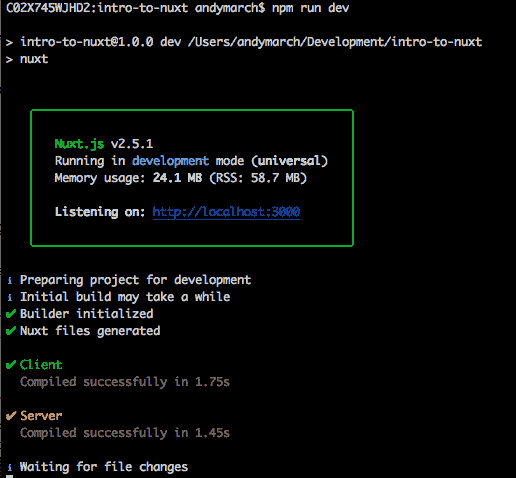 C02X745WJHD2:intro-to-nuxt andymarch$ npm run dev
> intro-to-nuxt@1.0.0 dev /Users/andymarch/Development/intro-to-nuxt
> nuxt
Nuxt.js v2.5.1
Running in development mode (universal)
Memory usage: 24.1 MB (RSS: 58.7 MB)
Listening on: http://localhost:3000
ℹ Preparing project for development
ℹ Initial build may take a while
✔ Builder initialized
✔ Nuxt files generated
✔ Client
Compiled successfully in 1.75s
✔ Server
Compiled successfully in 1.45s
ℹ Waiting for file changes